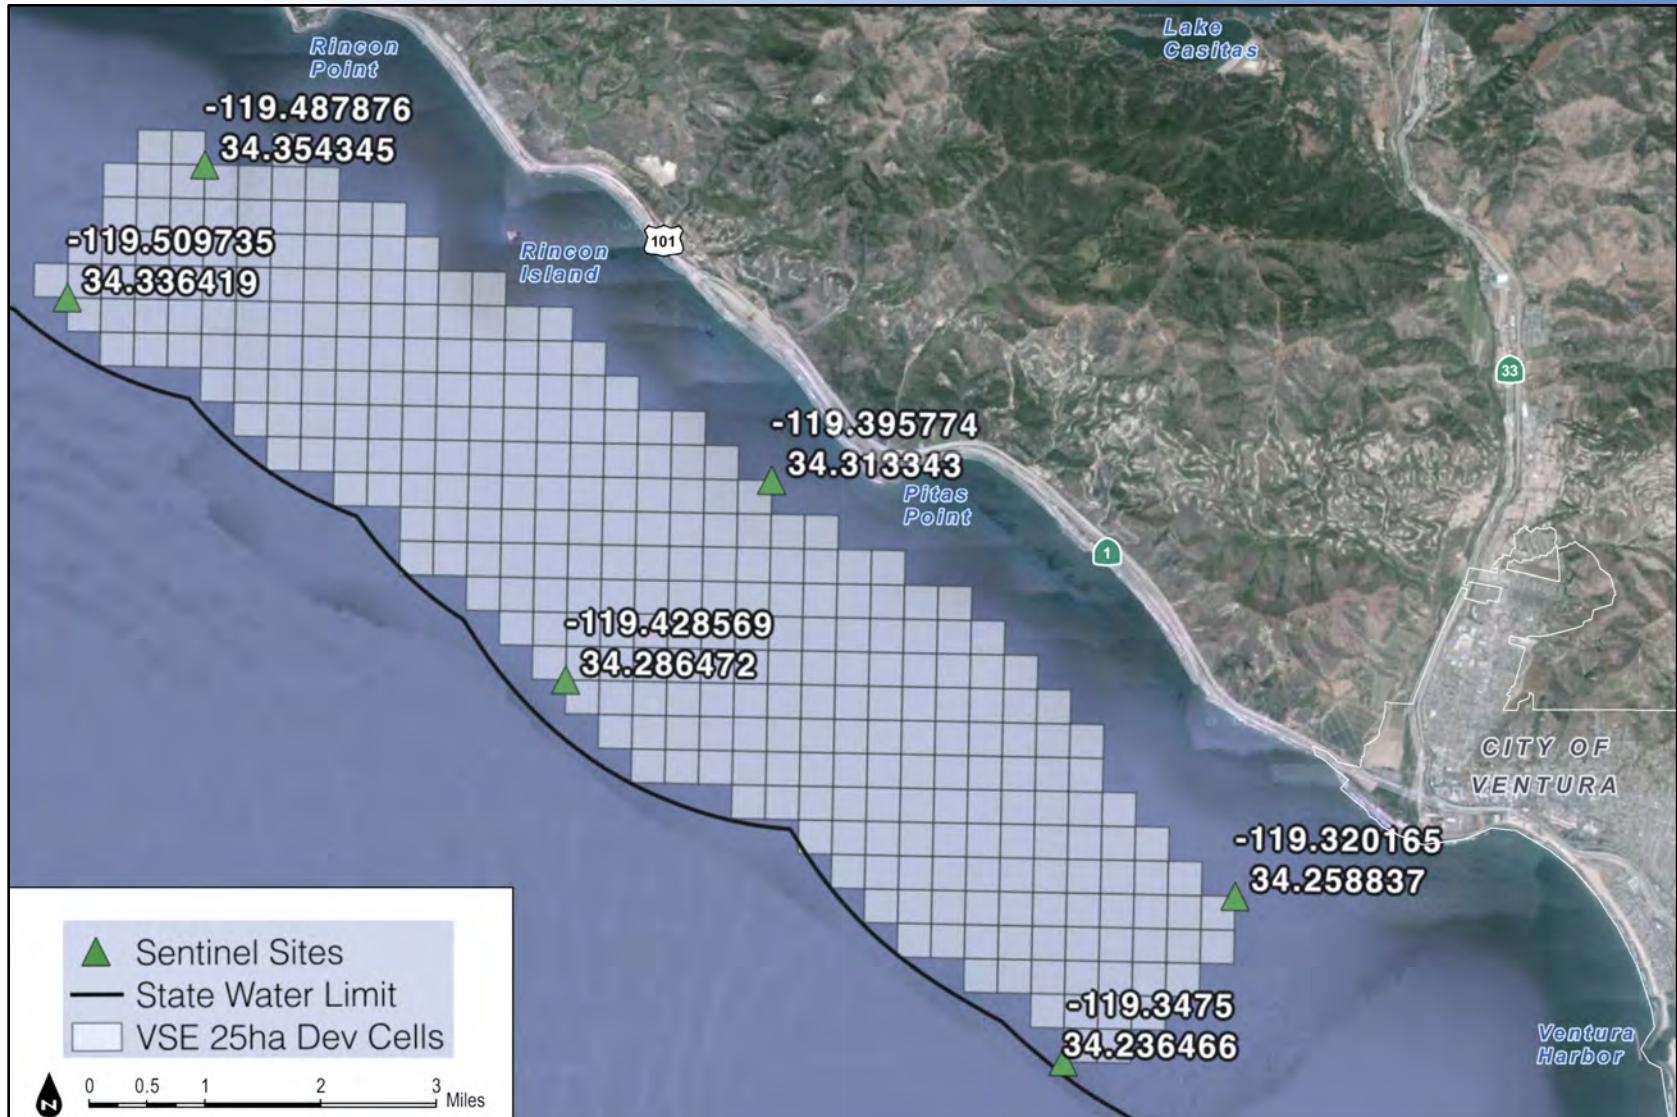 Rincon
Point
Lake
Casitas
-119.487876
34.354345
-119.509735
34.336419
Rincon
Island
101
33
-119.395774
34.313343
Pitas
Point
1
-119.428569
34.286472
CITY OF
VENTURA
-119.320165
34.258837
-119.3475
34.236466
Ventura
Harbor
Sentinel Sites
State Water Limit
VSE 25ha Dev Cells
N
0 0.5 1 2 3 Miles